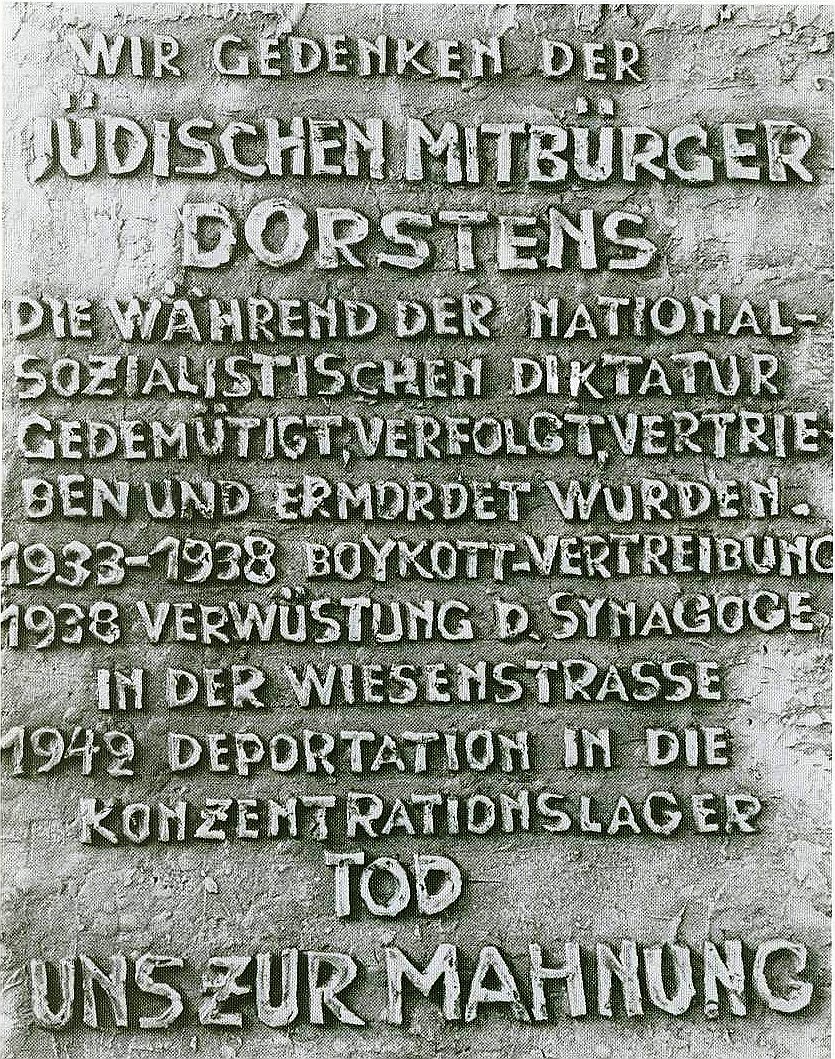 WIR GEDENKEN DER
JÜDISCHEN MITBÜRGER
DORSTENS
DIE WÄHREND DER NATIONAL-
SOZIALISTISCHEN DIKTATUR
GEDEMÜTIGT, VERFOLGT, VERTRIE-
BEN UND ERMORDET WURDEN.
1933-1938 BOYKOTT-VERTREIBUNG
1938 VERWÜSTUNG D. SYNAGOGE
IN DER WIESENSTRASSE
1942 DEPORTATION IN DIE
KONZENTRATIONSLAGER
TOD
UNS ZUR MAHNUNG